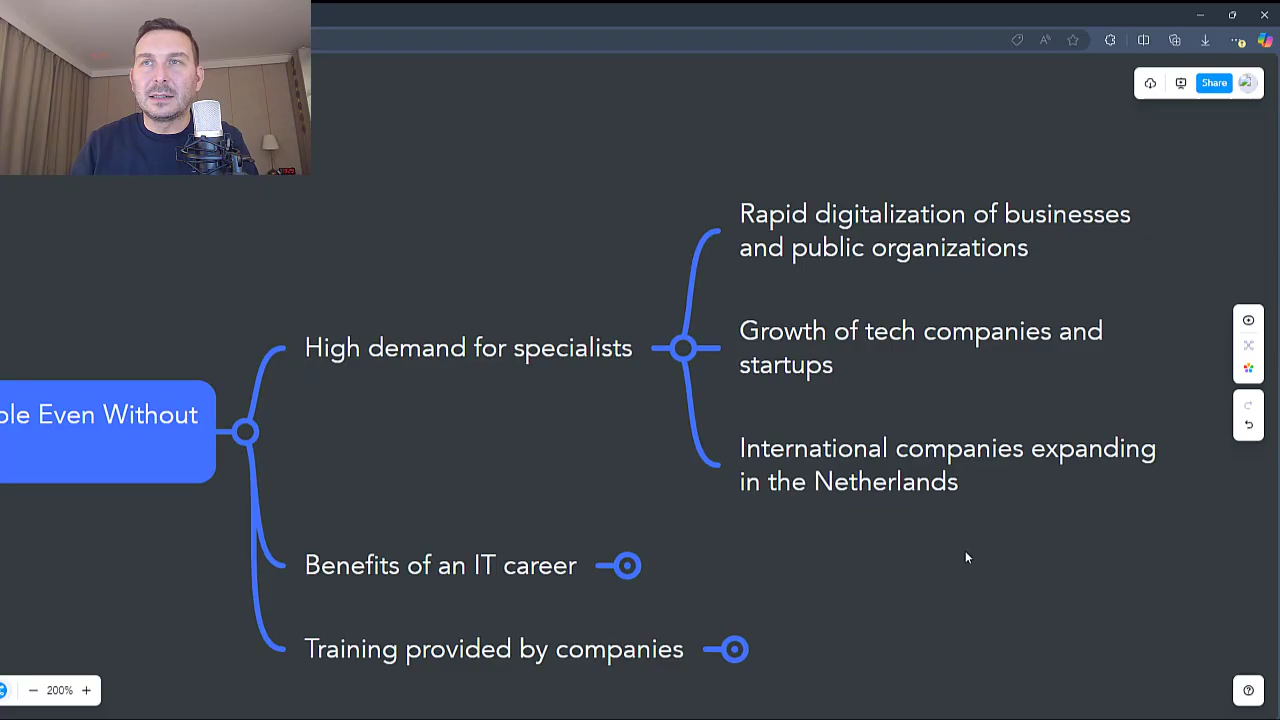 Share
Rapid digitalization of businesses
and public organizations
Growth of tech companies and
startups
High demand for specialists
International companies expanding
in the Netherlands
Even Without
Benefits of an IT career
Training provided by companies
200%